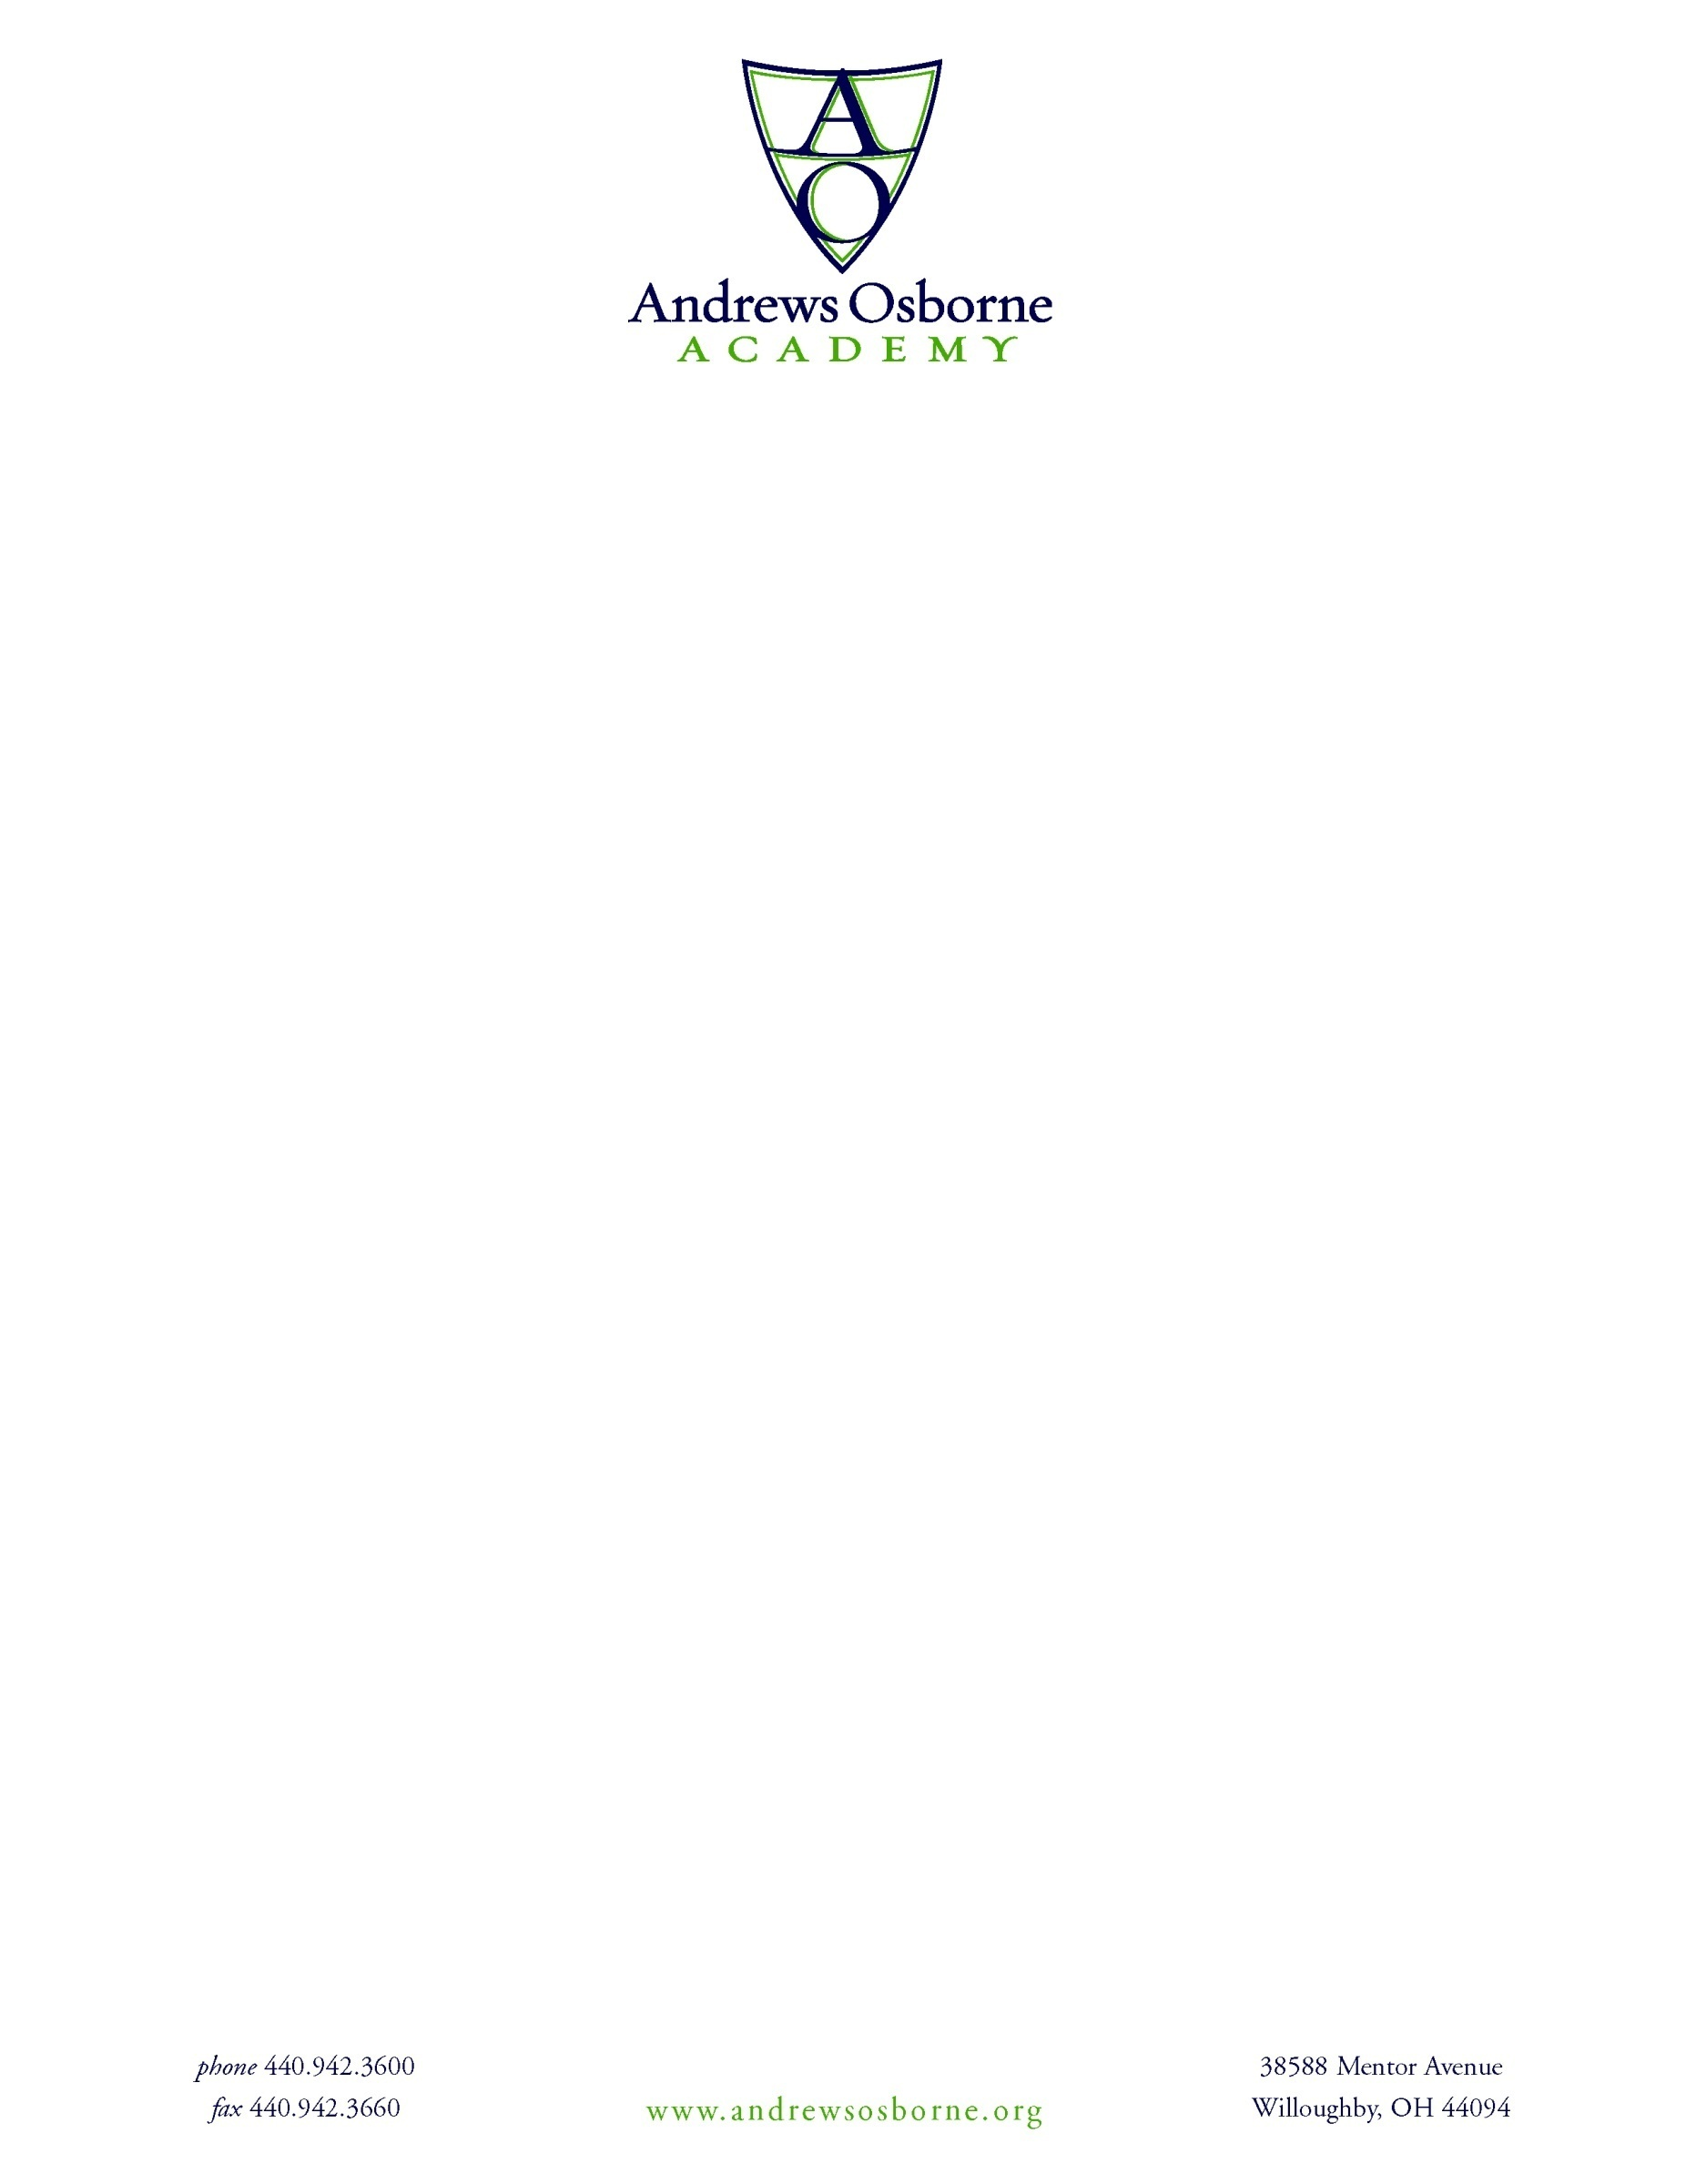 A
O
Andrews Osborne
ACADEMY
phone 440.942.3600
fax 440.942.3660
www.andrewsosborne.org
38588 Mentor Avenue
Willoughby, OH 44094